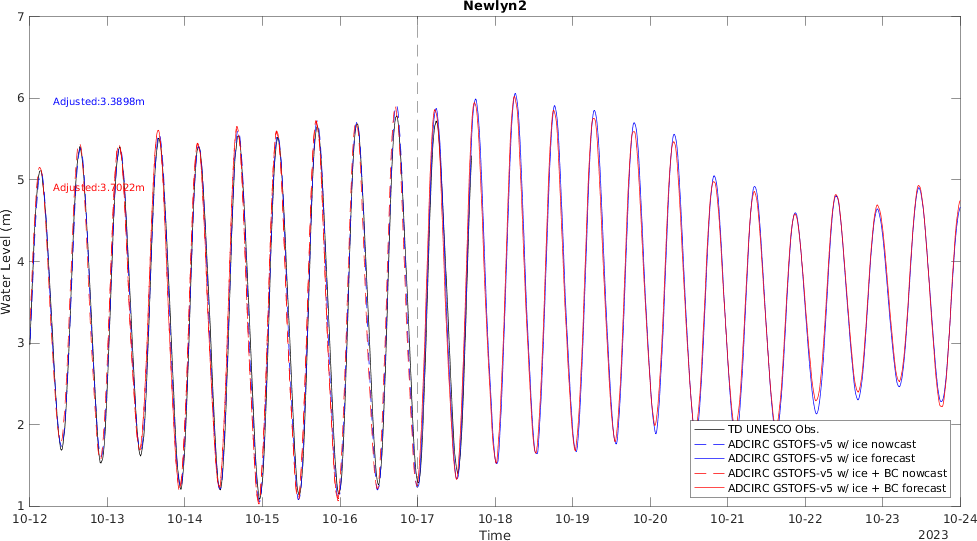 Newlyn2
7
6
5
4
3
2
1
Water Level (m)
Adjusted:3.3898m
Adjusted:3.7022m
TD UNESCO Obs.
ADCIRC GSTOFS-v5 w/ ice nowcast
ADCIRC GSTOFS-v5 w/ ice forecast
ADCIRC GSTOFS-v5 w/ ice + BC nowcast
ADCIRC GSTOFS-v5 w/ ice + BC forecast
10-12 10-13 10-14 10-15 10-16 10-17 10-18 10-19 10-20 10-21 10-22 10-23 10-24
Time
2023